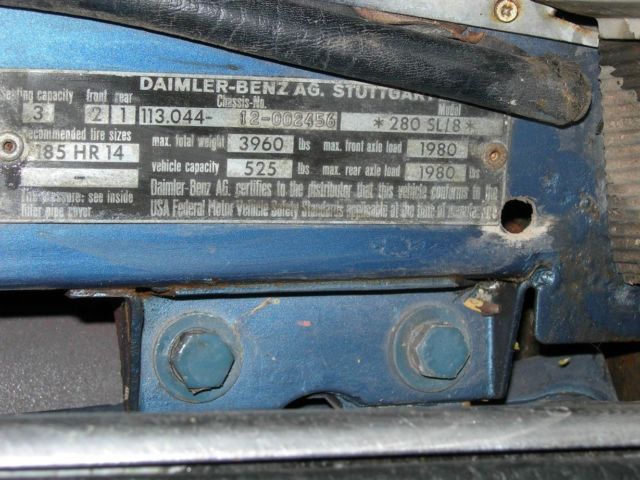 DAIMLER-BENZ AG. STUTTGAR
Seating capacity front rear Chassis-No. Model
3 2 1 113.044- 12-002456 *280 SL/8*
Recommended tire sizes max. total weight 3960 lbs max. front axle load 1980 lbs
185 HR 14 vehicle capacity 525 lbs max. rear axle load 1980 lbs
- Daimler-Benz AG. certifies to the distributor that this vehicle conforms to the
Tire pressure: see inside USA Federal Motor Vehicle Safety Standards applicable at the time of
filler pipe cover